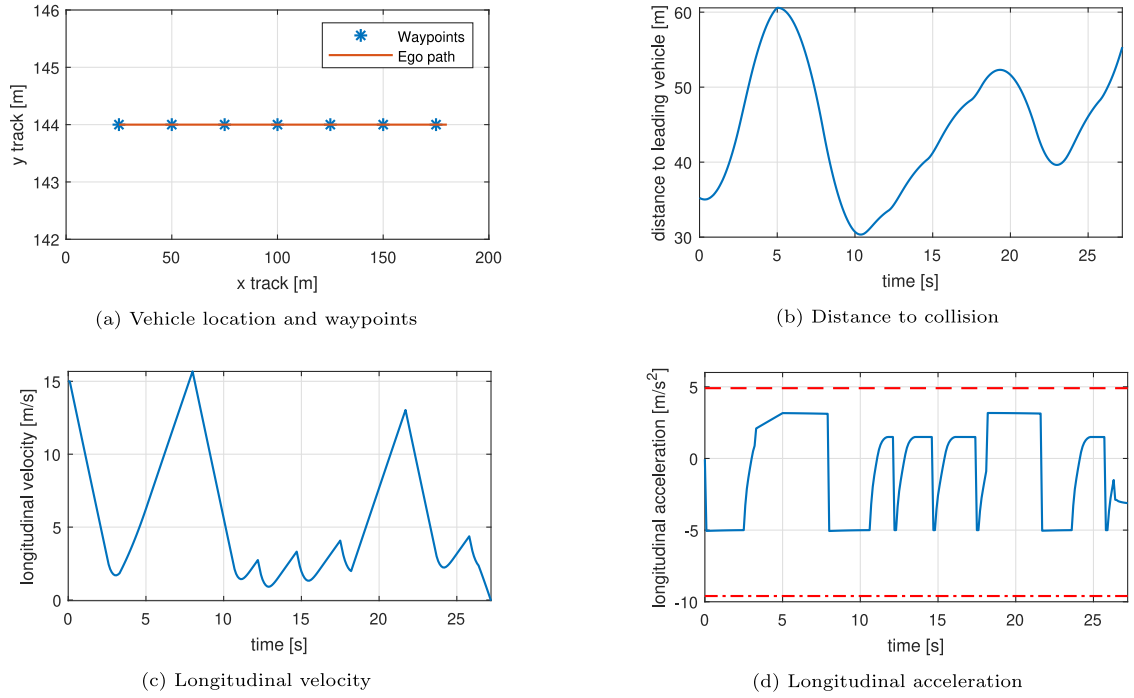 146
145
144
143
142
y track [m]
0
50
100
150
200
x track [m]
Waypoints
Ego path
(a) Vehicle location and waypoints
60
50
40
30
distance to leading vehicle [m]
0
5
10
15
20
25
time [s]
(b) Distance to collision
15
10
5
0
longitudinal velocity [m/s]
0
5
10
15
20
25
time [s]
(c) Longitudinal velocity
5
0
-5
-10
longitudinal acceleration [m/s²]
0
5
10
15
20
25
time [s]
(d) Longitudinal acceleration